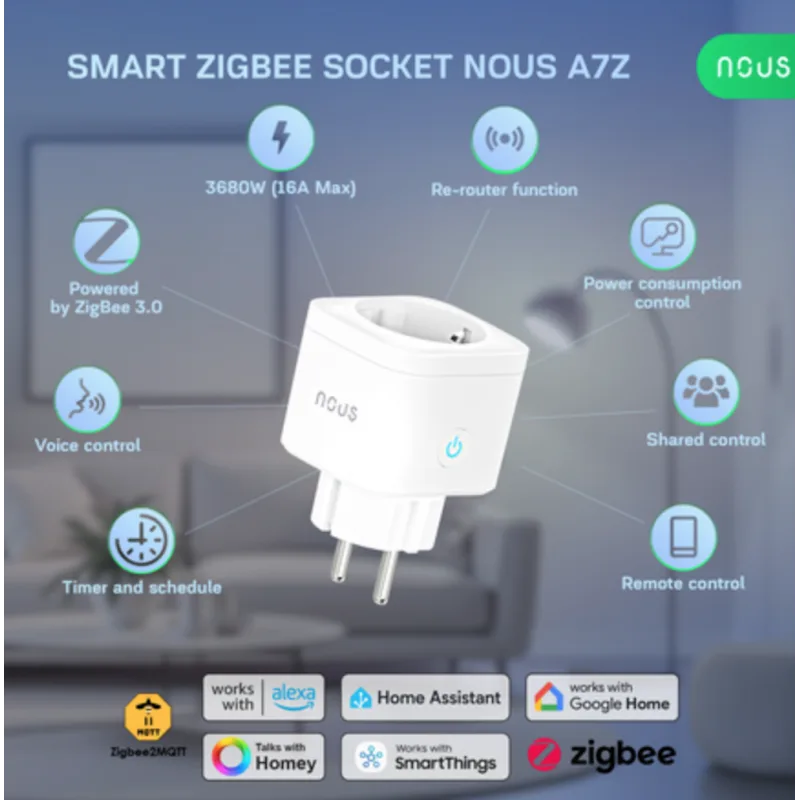 SMART ZIGBEE SOCKET NOUS A7Z
nous
3680W (16A Max)
Re-router function
Powered
by ZigBee 3.0
Power consumption
control
nous
Voice control
Shared control
Timer and schedule
Remote control
works
with
alexa
Home Assistant
works with
Google Home
MQTT
Zigbee2MQTT
Talks with
Homey
Works with
SmartThings
zigbee